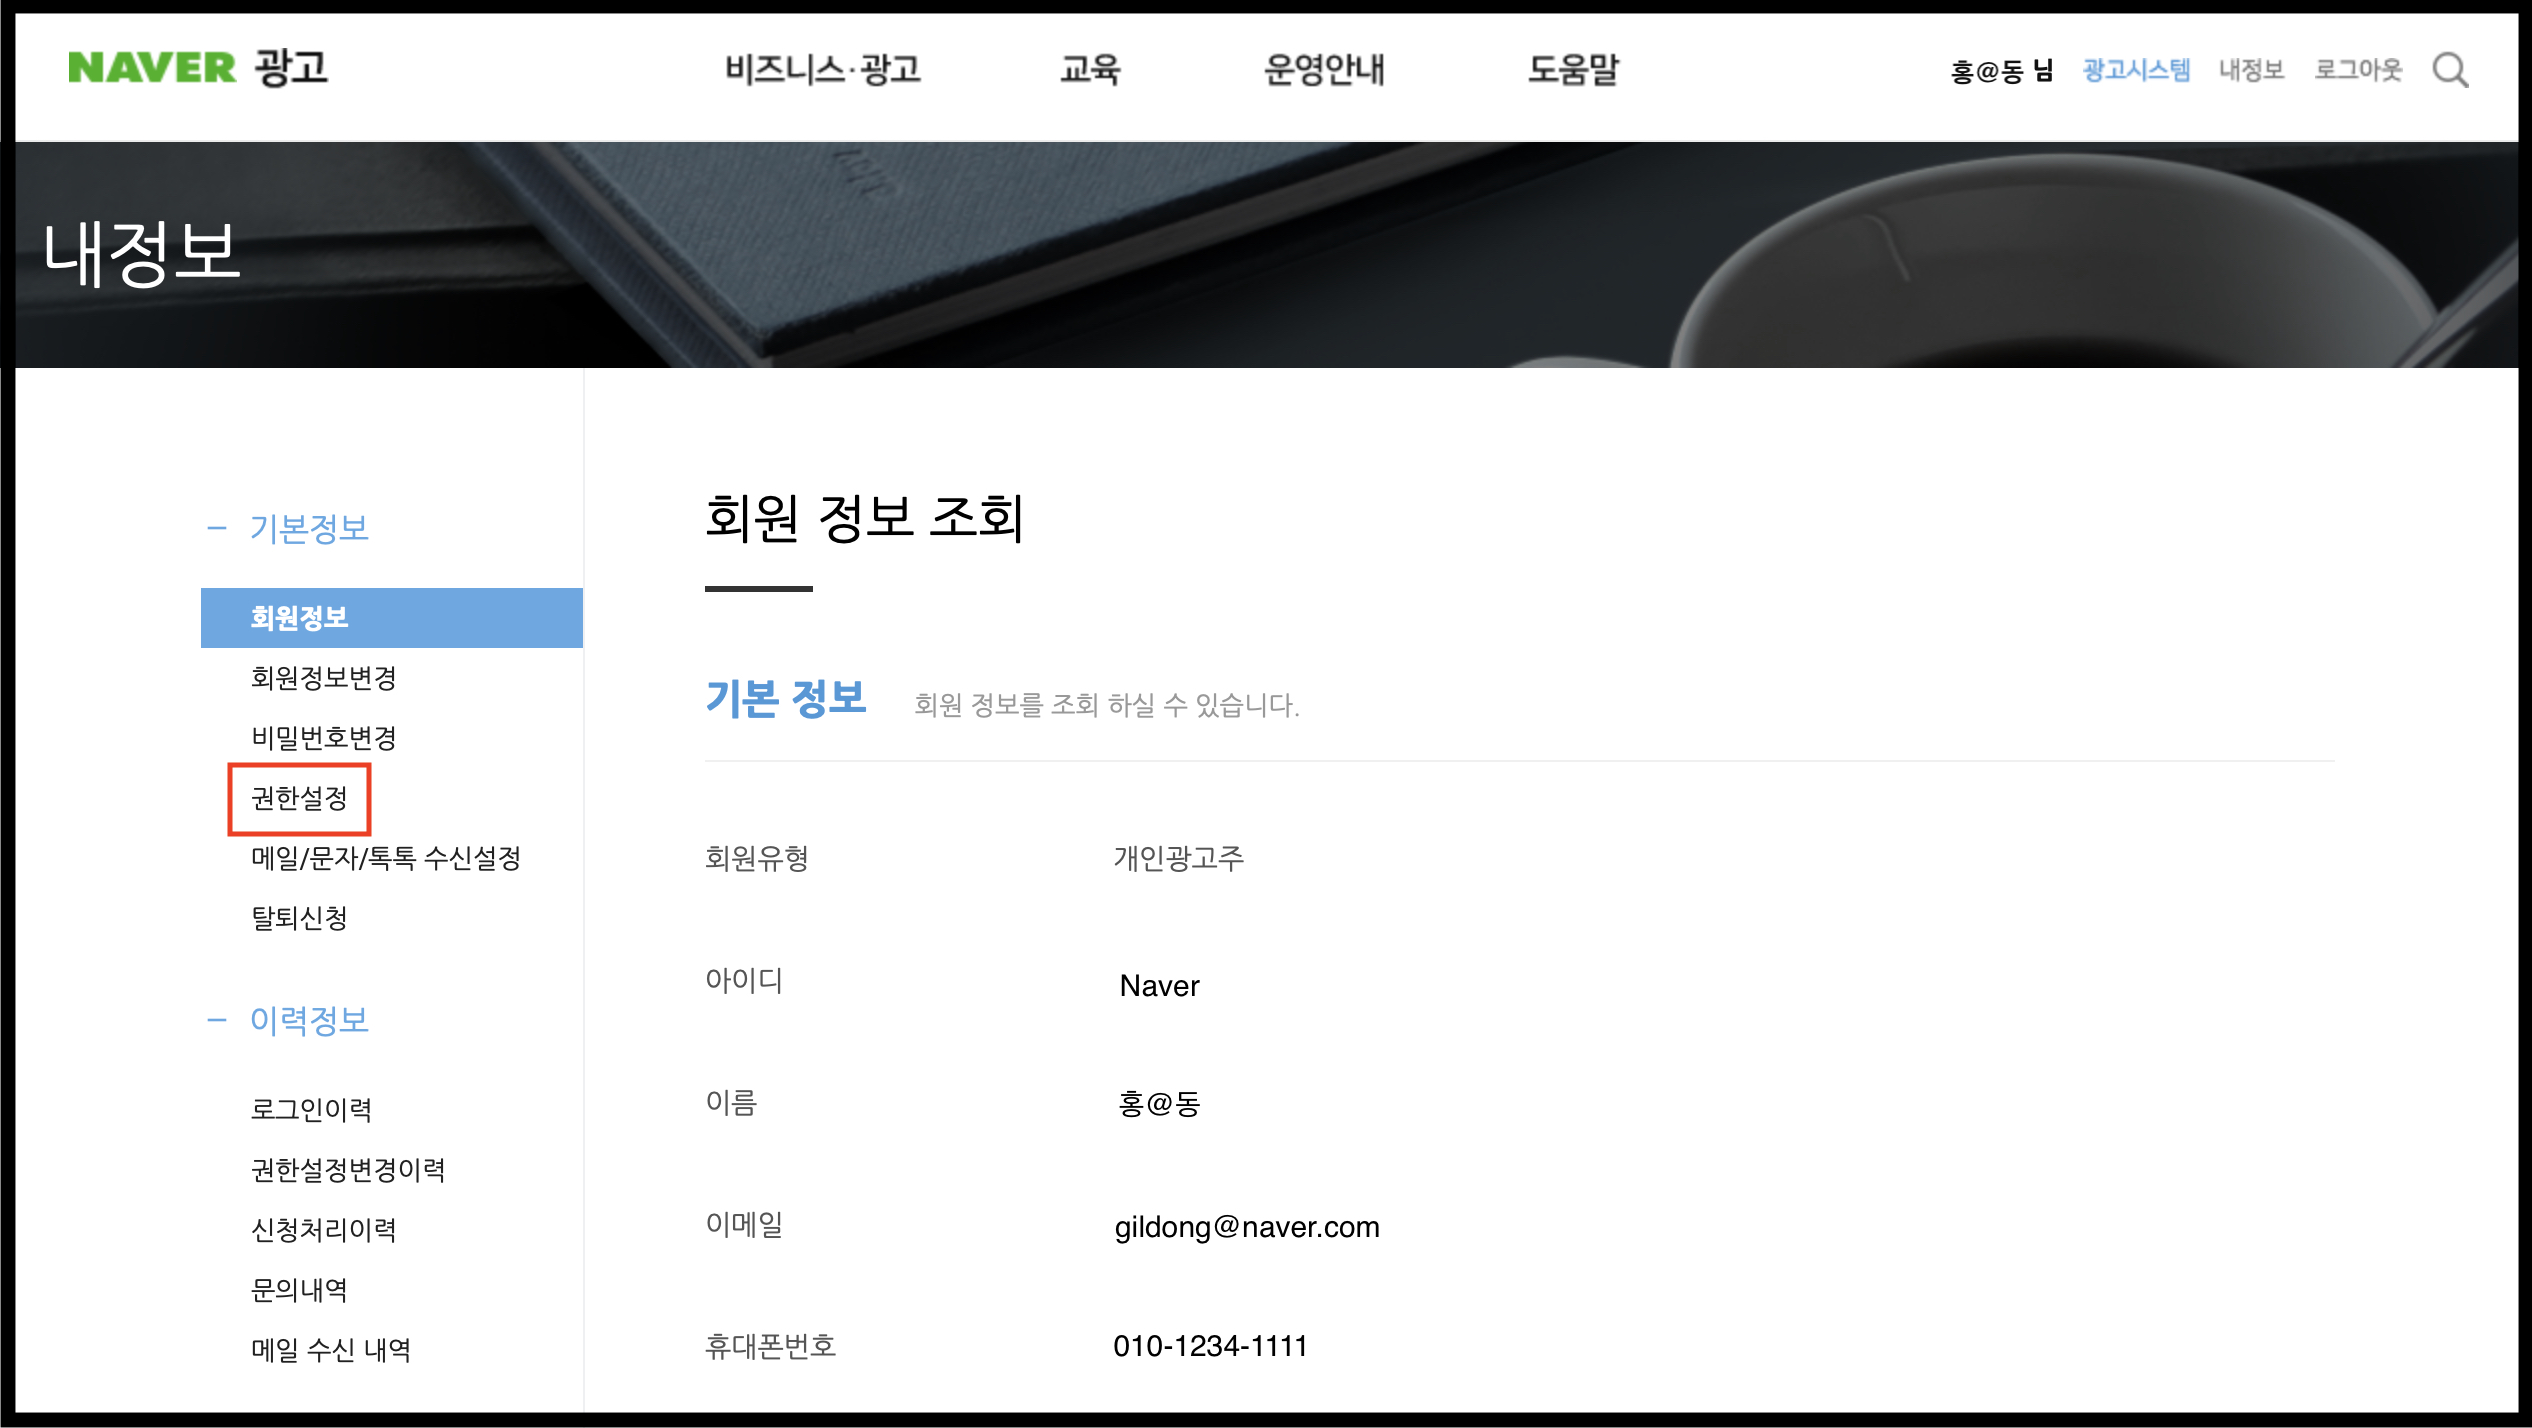 NAVER 광고 비즈니스·광고 교육 운영안내 도움말 홍@동 님 광고시스템 내정보 로그아웃
내정보
기본정보
회원정보
회원정보변경
비밀번호변경
권한설정
메일/문자/톡톡 수신설정
탈퇴신청
이력정보
로그인이력
권한설정변경이력
신청처리이력
문의내역
메일 수신 내역
회원 정보 조회
기본 정보 회원 정보를 조회 하실 수 있습니다.
회원유형 개인광고주
아이디 Naver
이름 홍@동
이메일 gildong@naver.com
휴대폰번호 010-1234-1111